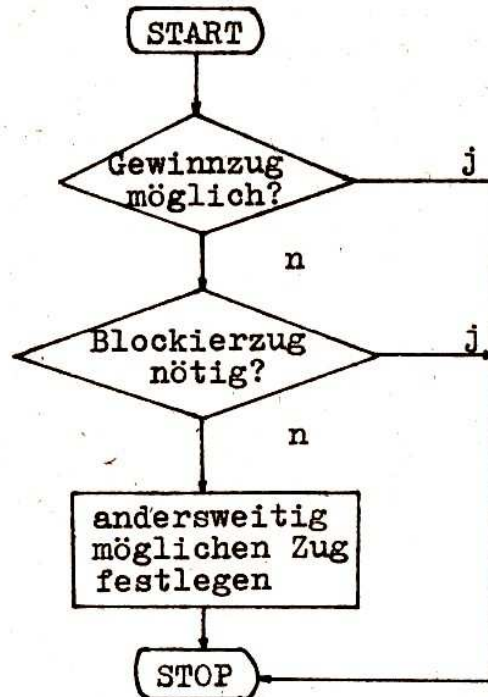 START
Gewinnzug
möglich?
j
n
Blockierzug
nötig?
j
n
andersweitig
möglichen Zug
festlegen
STOP